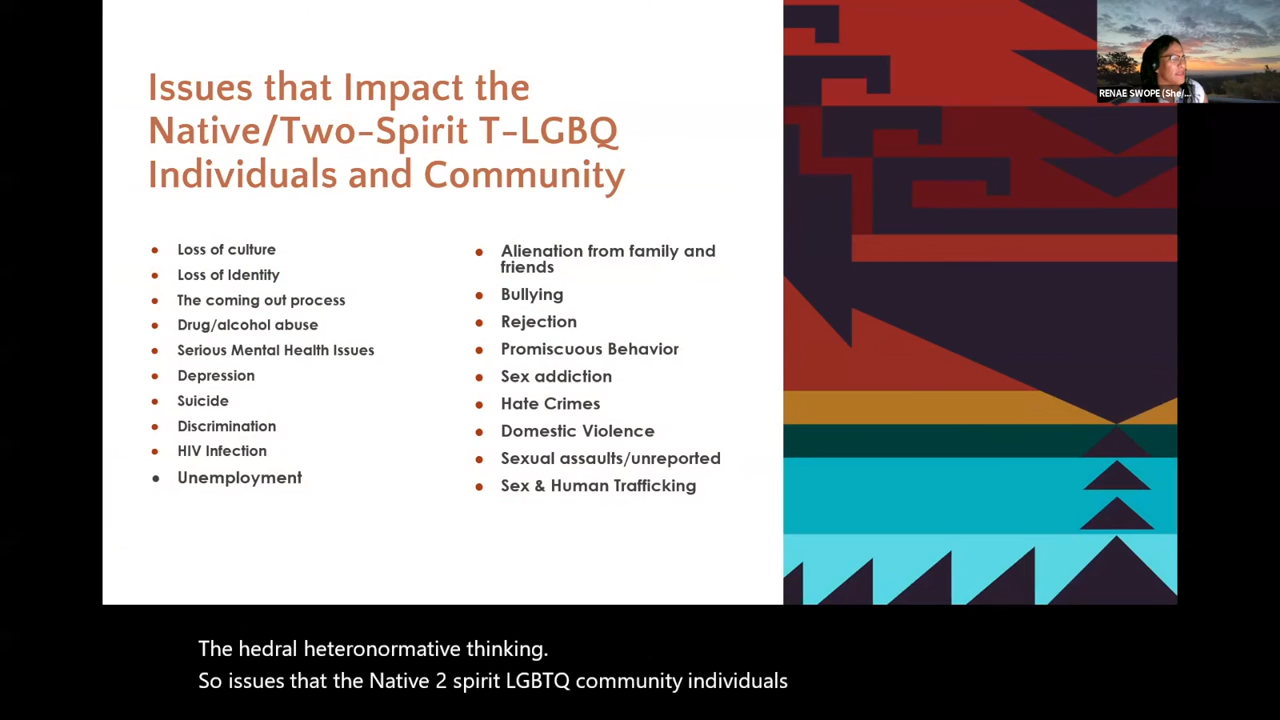 Issues that Impact the
Native/Two-Spirit T-LGBQ
Individuals and Community
• Loss of culture
• Loss of Identity
• The coming out process
• Drug/alcohol abuse
• Serious Mental Health Issues
• Depression
• Suicide
• Discrimination
• HIV Infection
• Unemployment
• Alienation from family and
friends
• Bullying
• Rejection
• Promiscuous Behavior
• Sex addiction
• Hate Crimes
• Domestic Violence
• Sexual assaults/unreported
• Sex & Human Trafficking
RENAE SWOPE (She/...
The hedral heteronormative thinking.
So issues that the Native 2 spirit LGBTQ community individuals